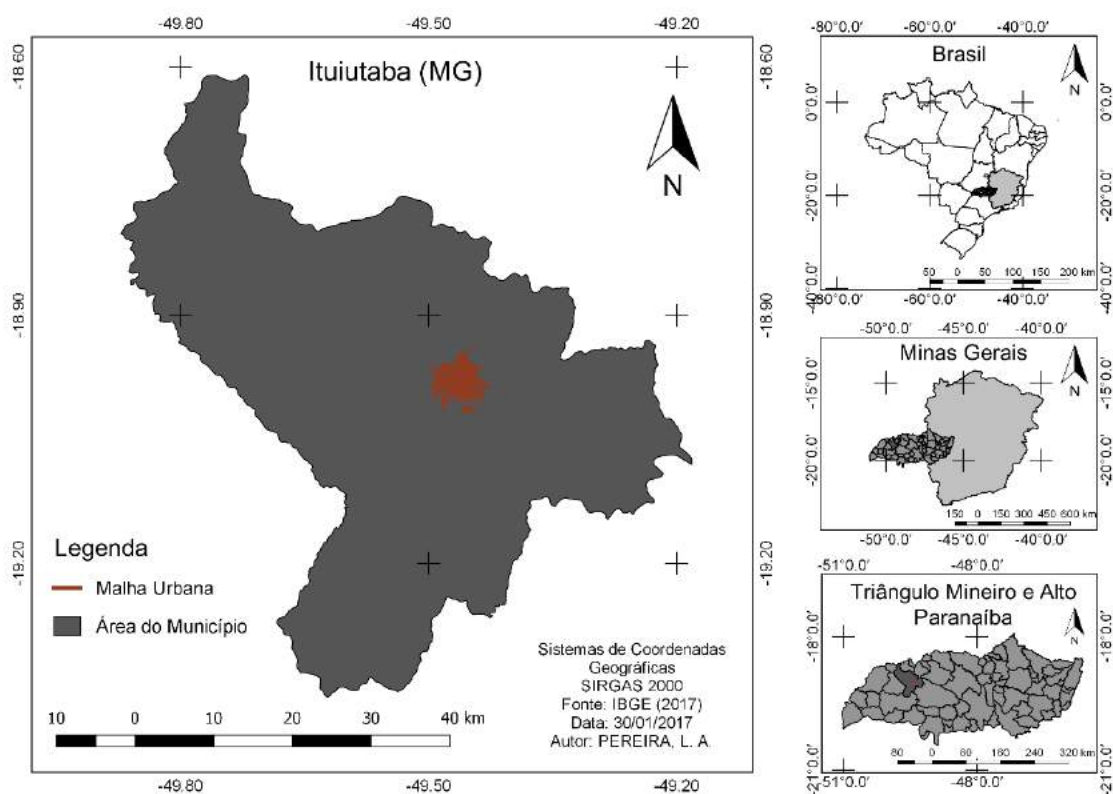 -49.80
-49.50
-49.20
-18.60
-18.60
Ituiutaba (MG)
N
-18.90
-18.90
-19.20
-19.20
Legenda
Malha Urbana
Área do Município
Sistemas de Coordenadas
Geográficas
SIRGAS 2000
Fonte: IBGE (2017)
Data: 30/01/2017
Autor: PEREIRA, L. A.
10 0 10 20 30 40 km
-49.80
-49.50
-49.20
-80°0.0' -60°0.0' -40°0.0'
Brasil
N
0°0.0'
0°0.0'
-20°0.0'
-20°0.0'
-40°0.0'
-40°0.0'
50 0 50 100 150 200 km
-80°0.0' -60°0.0' -40°0.0'
-50°0.0' -45°0.0' -40°0.0'
Minas Gerais
N
-15°0.0'
-15°0.0'
-20°0.0'
-20°0.0'
150 0 150 300 450 600 km
-50°0.0' -45°0.0' -40°0.0'
-51°0.0' -48°0.0'
Triângulo Mineiro e Alto
Paranaíba
N
-18°0.0'
-18°0.0'
-21°0.0'
-21°0.0'
80 0 80 160 240 320 km
-51°0.0' -48°0.0'